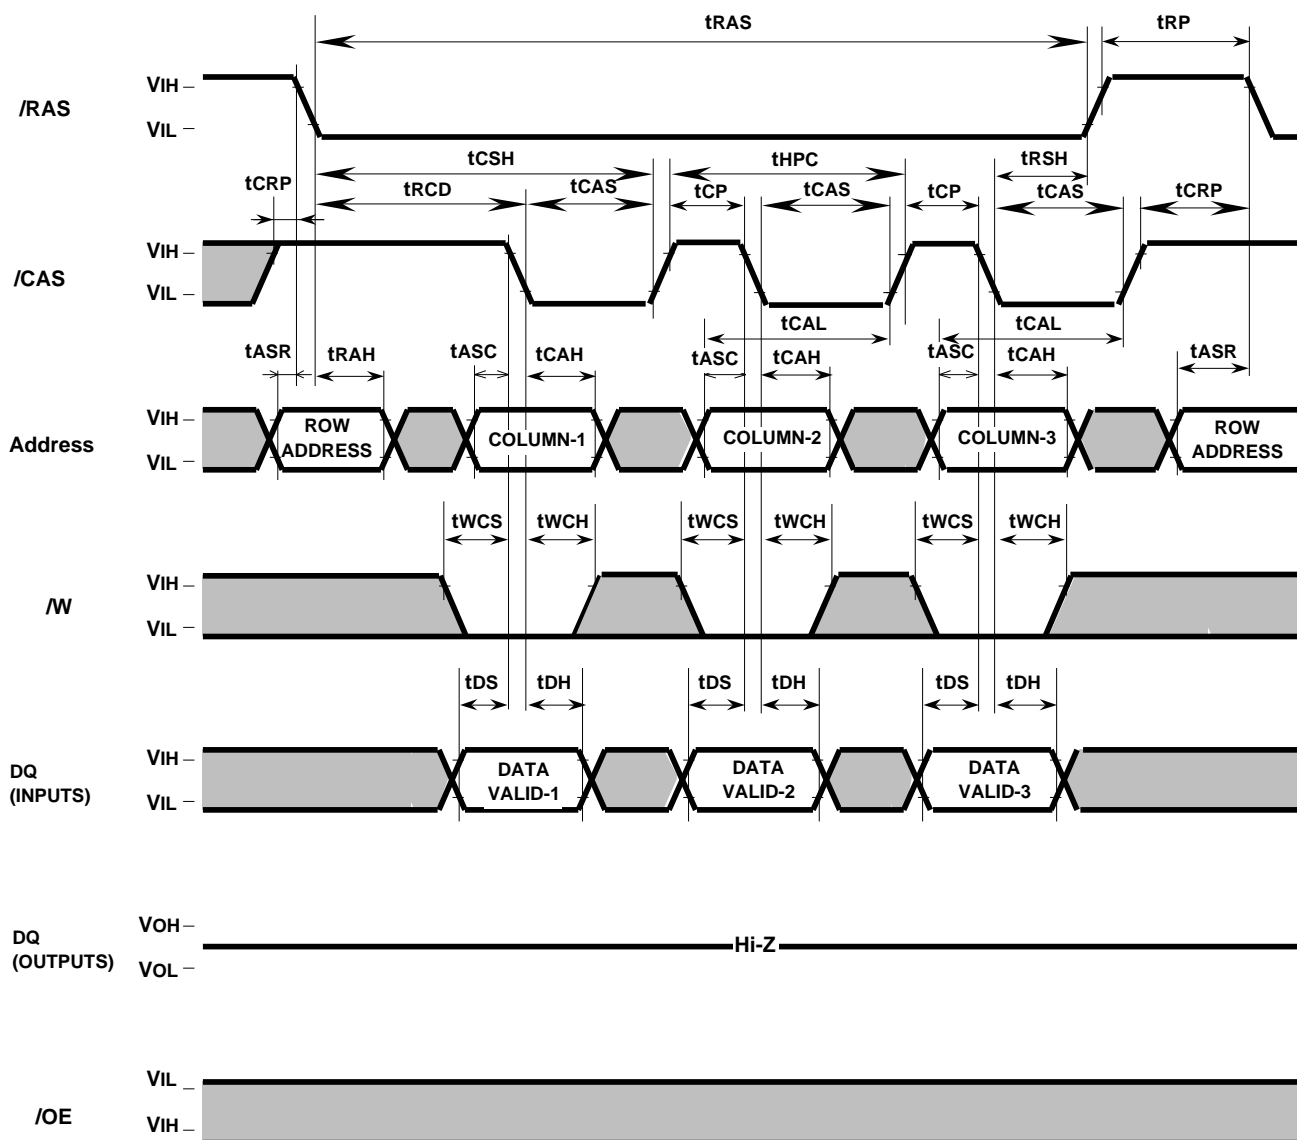 tRAS
tRP
/RAS
VIH
VIL
tCSH
tHPC
tRSH
tCRP
tRCD
tCAS
tCP
tCAS
tCP
tCAS
tCRP
/CAS
VIH
VIL
tCAL
tCAL
tASR
tRAH
tASC
tCAH
tASC
tCAH
tASC
tCAH
tASR
Address
VIH
VIL
ROW
ADDRESS
COLUMN-1
COLUMN-2
COLUMN-3
ROW
ADDRESS
tWCS
tWCH
tWCS
tWCH
tWCS
tWCH
/W
VIH
VIL
tDS
tDH
tDS
tDH
tDS
tDH
DQ
(INPUTS)
VIH
VIL
DATA
VALID-1
DATA
VALID-2
DATA
VALID-3
DQ
(OUTPUTS)
VOH
VOL
Hi-Z
/OE
VIL
VIH